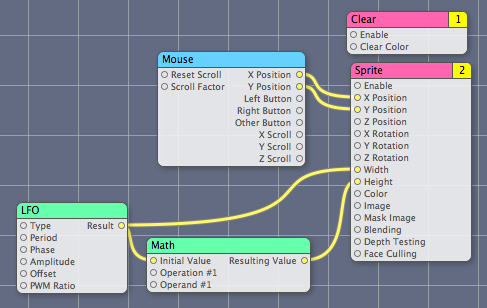 Clear 1
Enable
Clear Color
Mouse
Reset Scroll X Position
Scroll Factor Y Position
Left Button
Right Button
Other Button
X Scroll
Y Scroll
Z Scroll
Sprite 2
Enable
X Position
Y Position
Z Position
X Rotation
Y Rotation
Z Rotation
Width
Height
Color
Image
Mask Image
Blending
Depth Testing
Face Culling
LFO
Type Result
Period
Phase
Amplitude
Offset
PWM Ratio
Math
Initial Value Resulting Value
Operation #1
Operand #1